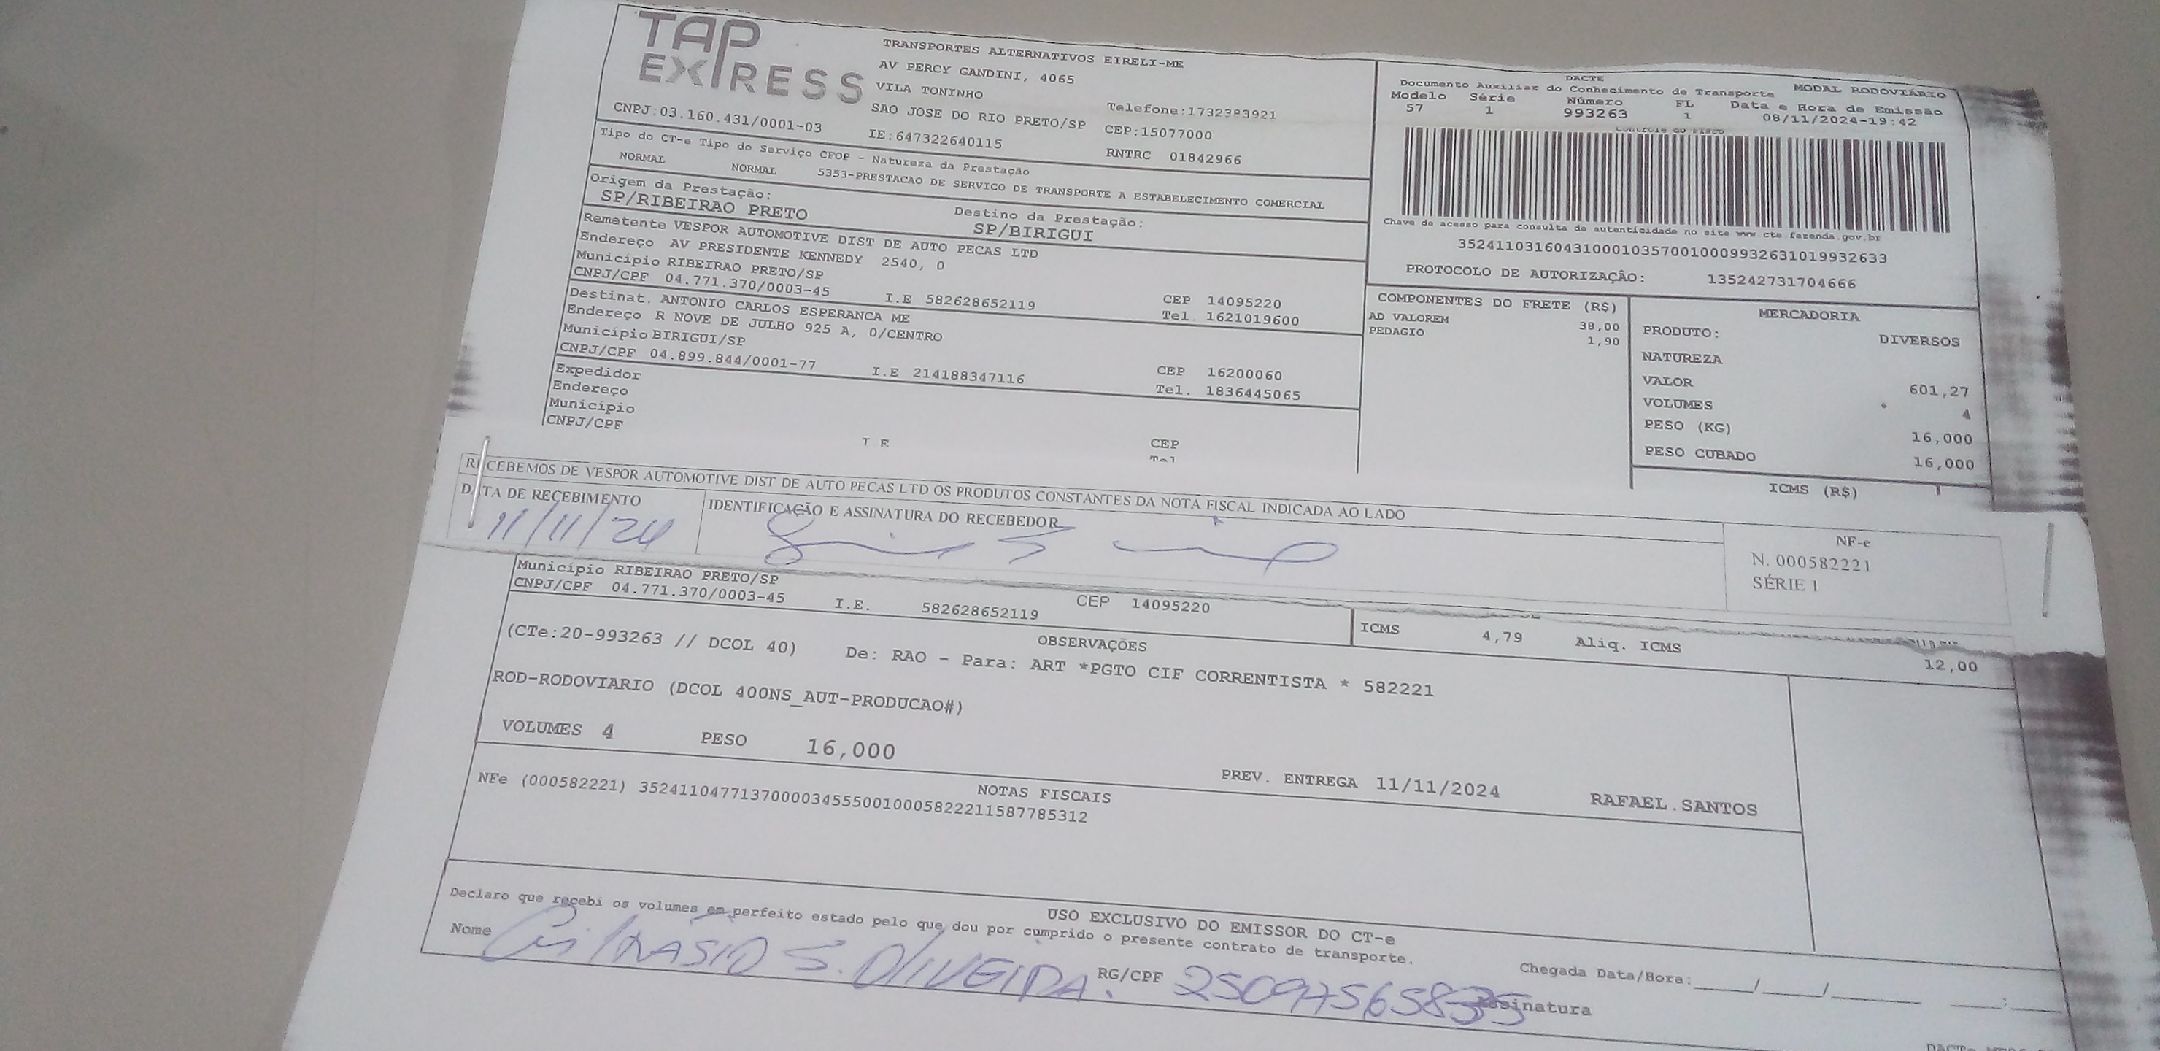 TAP
EXPRESS
TRANSPORTES ALTERNATIVOS EIRELI-ME
AV PERCY GANDINI, 4065
VILA TONINHO
SAO JOSE DO RIO PRETO/SP
Telefone:1732383921
CEP:15077000
CNPJ:03.160.431/0001-03
IE:647322640115
RNTRC 01842966
Tipo do CT-e Tipo do Serviço CFOP - Natureza da Prestação
NORMAL NORMAL 5353-PRESTACAO DE SERVICO DE TRANSPORTE A ESTABELECIMENTO COMERCIAL
Origem da Prestação:
SP/RIBEIRAO PRETO
Destino da Prestação:
SP/BIRIGUI
Remetente VESPOR AUTOMOTIVE DIST DE AUTO PECAS LTD
Endereço AV PRESIDENTE KENNEDY 2540, 0
Município RIBEIRAO PRETO/SP
CEP 14095220
CNPJ/CPF 04.771.370/0003-45 I.E 582628652119 Tel. 1621019600
Destinat. ANTONIO CARLOS ESPERANCA ME
Endereço R NOVE DE JULHO 925 A, 0/CENTRO
Município BIRIGUI/SP
CEP 16200060
CNPJ/CPF 04.899.844/0001-77 I.E 214188347116 Tel. 1836445065
Expedidor
Endereço
Município
CEP
CNPJ/CPF
DACTE
Documento Auxiliar do Conhecimento de Transporte
MODAL RODOVIÁRIO
Modelo Série Número FL Data e Hora de Emissão
57 1 993263 1 08/11/2024-19:42
Controle do Fisco
Chave de acesso para consulta de autenticidade no site www.cte.fazenda.gov.br
35241103160431000103570010009932631019932633
PROTOCOLO DE AUTORIZAÇÃO: 135242731704666
COMPONENTES DO FRETE (R$)
AD VALOREM 38,00
PEDAGIO 1,90
MERCADORIA
PRODUTO: DIVERSOS
NATUREZA
VALOR 601,27
VOLUMES 4
PESO (KG) 16,000
PESO CUBADO 16,000
ICMS (R$)
RECEBEMOS DE VESPOR AUTOMOTIVE DIST DE AUTO PECAS LTD OS PRODUTOS CONSTANTES DA NOTA FISCAL INDICADA AO LADO
DATA DE RECEBIMENTO
11/11/24
IDENTIFICAÇÃO E ASSINATURA DO RECEBEDOR
NF-e
N. 000582221
SÉRIE 1
Município RIBEIRAO PRETO/SP
CEP 14095220
CNPJ/CPF 04.771.370/0003-45 I.E. 582628652119
ICMS 4,79 Aliq. ICMS 12,00
OBSERVAÇÕES
(CTe:20-993263 // DCOL 40) De: RAO - Para: ART *PGTO CIF CORRENTISTA * 582221
ROD-RODOVIARIO (DCOL 400NS_AUT-PRODUCAO#)
VOLUMES 4 PESO 16,000
PREV. ENTREGA 11/11/2024 RAFAEL.SANTOS
NOTAS FISCAIS
NFe (000582221) 35241104771370000345550010005822211587785312
USO EXCLUSIVO DO EMISSOR DO CT-e
Declaro que recebi os volumes em perfeito estado pelo que dou por cumprido o presente contrato de transporte.
Nome S. OLIVEIRA. RG/CPF Assinatura
Chegada Data/Hora:____/____/______ ____:____